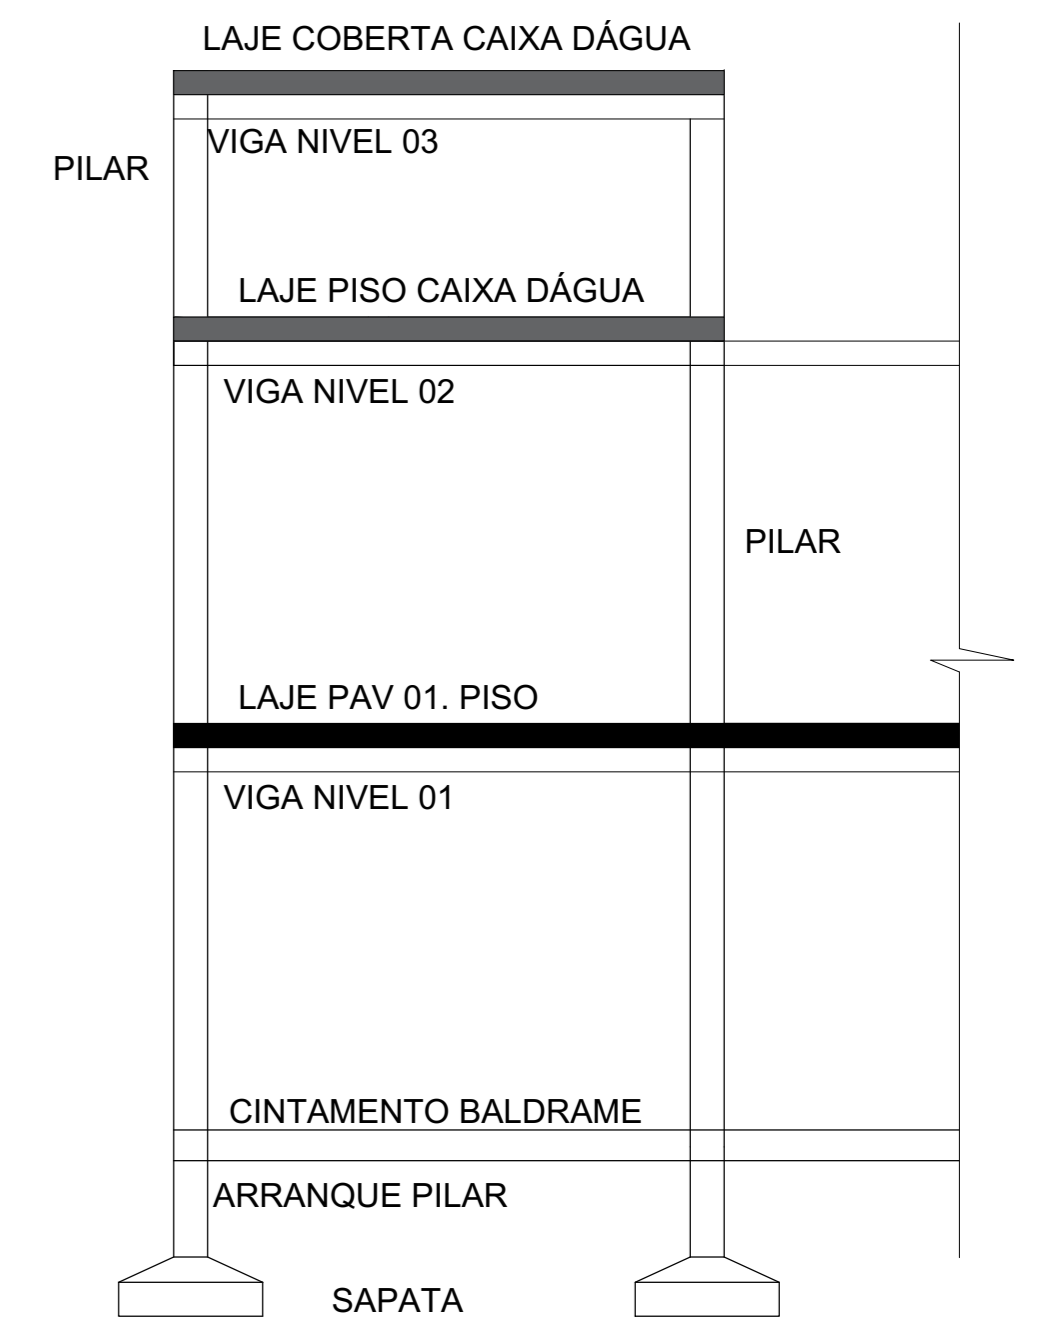 LAJE COBERTA CAIXA DÁGUA
VIGA NIVEL 03
PILAR
LAJE PISO CAIXA DÁGUA
VIGA NIVEL 02
PILAR
LAJE PAV 01. PISO
VIGA NIVEL 01
CINTAMENTO BALDRAME
ARRANQUE PILAR
SAPATA